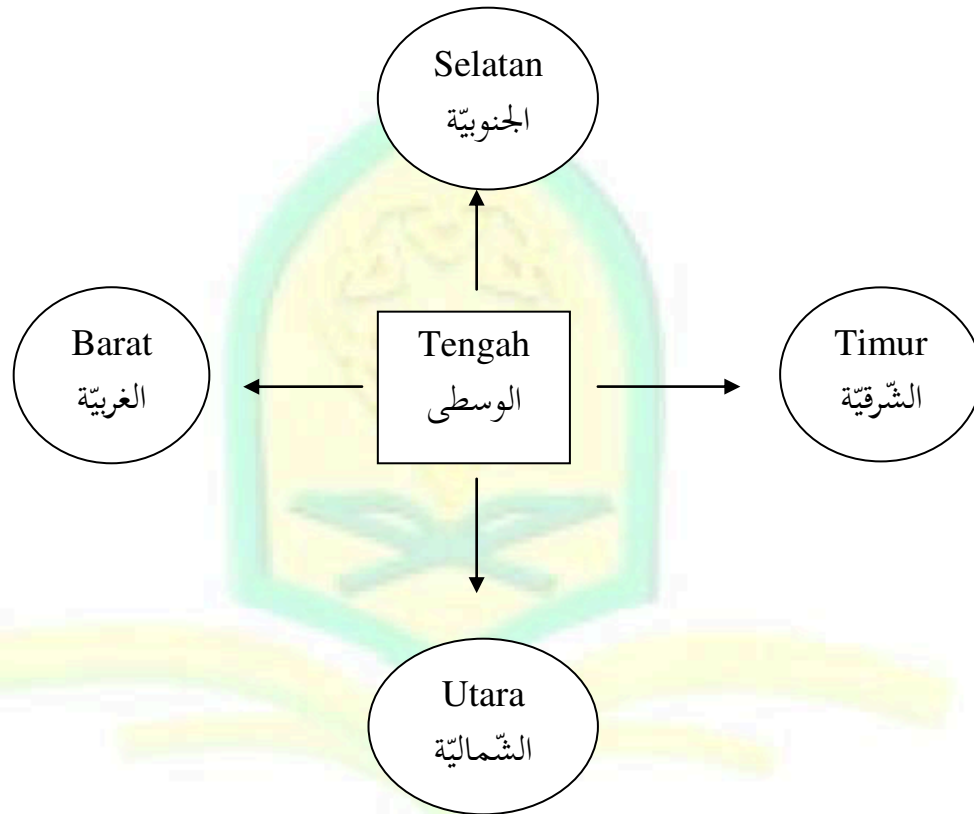 Selatan
الجنوبيّة
Barat
الغربيّة
Tengah
الوسطى
Timur
الشّرقيّة
Utara
الشّماليّة